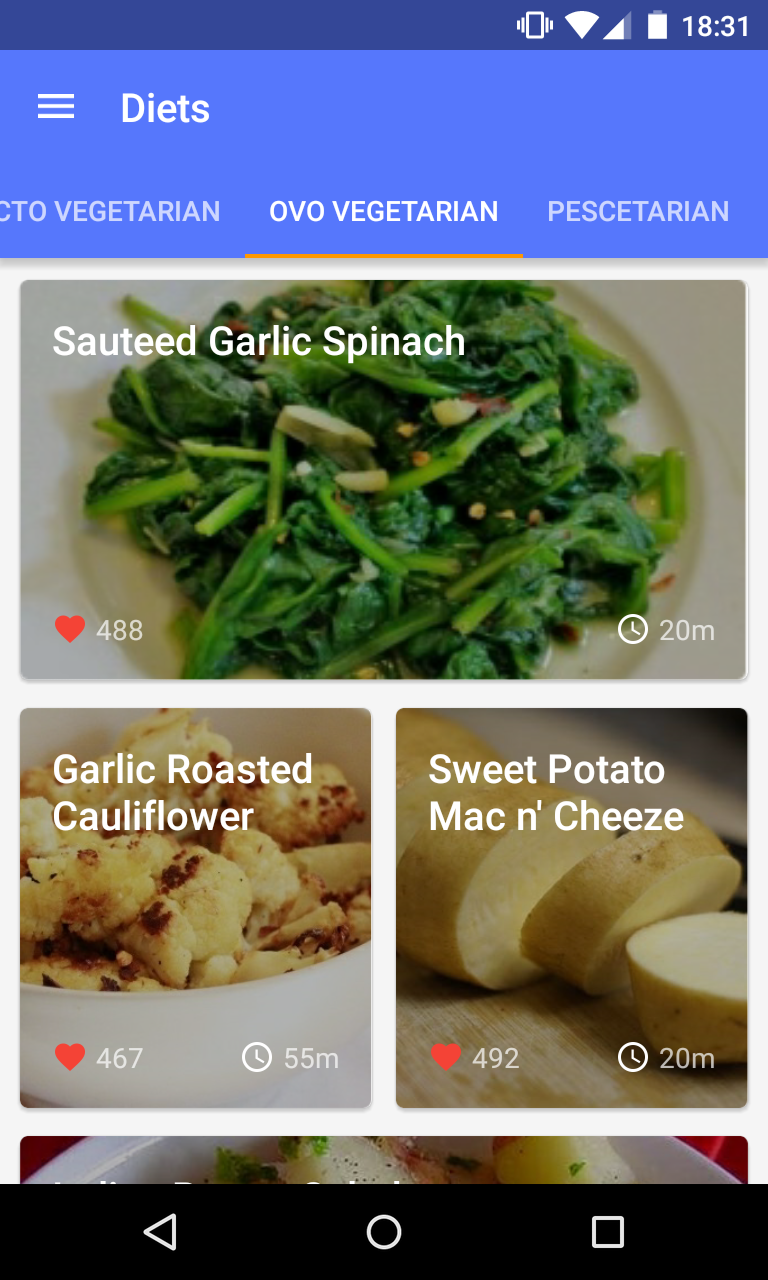 18:31
Diets
CTO VEGETARIAN OVO VEGETARIAN PESCETARIAN
Sauteed Garlic Spinach
488 20m
Garlic Roasted
Cauliflower
467 55m
Sweet Potato
Mac n' Cheeze
492 20m